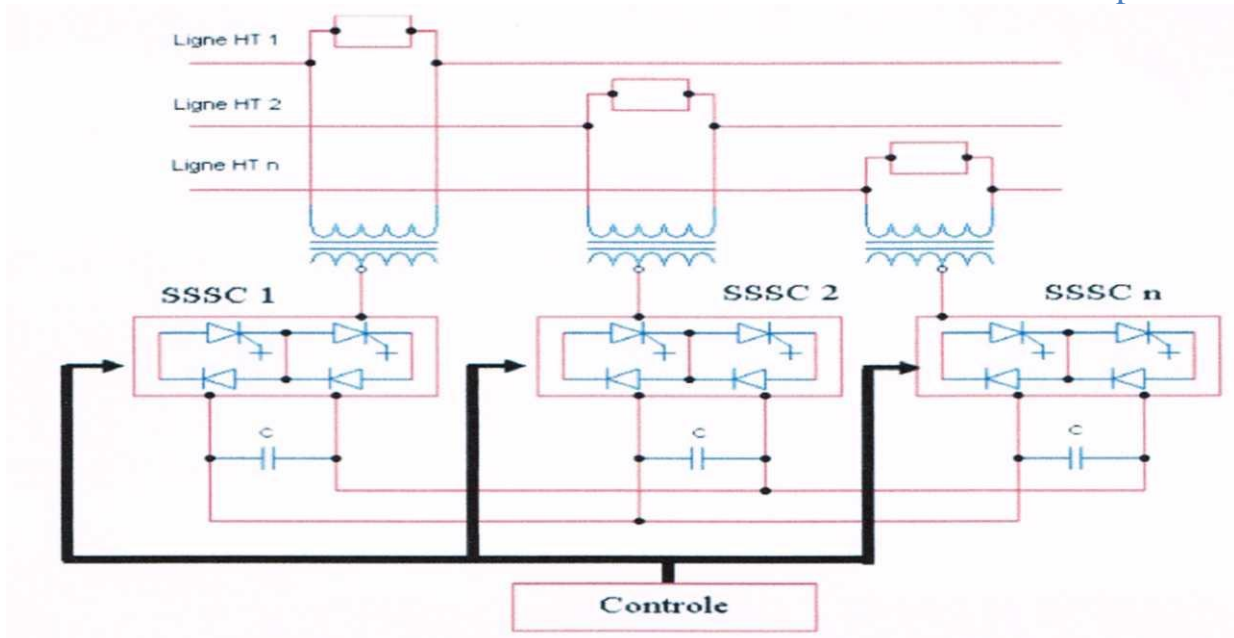 Ligne HT 1
Ligne HT 2
Ligne HT n
SSSC 1
SSSC 2
SSSC n
C
C
C
Controle